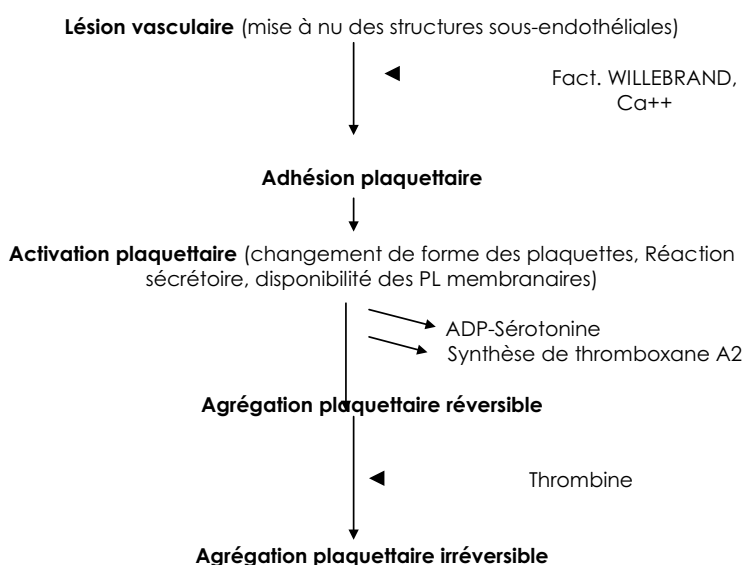 Lésion vasculaire (mise à nu des structures sous-endothéliales)
Fact. WILLEBRAND,
Ca++
Adhésion plaquettaire
Activation plaquettaire (changement de forme des plaquettes, Réaction
sécrétoire, disponibilité des PL membranaires)
ADP-Sérotonine
Synthèse de thromboxane A2
Agrégation plaquettaire réversible
Thrombine
Agrégation plaquettaire irréversible